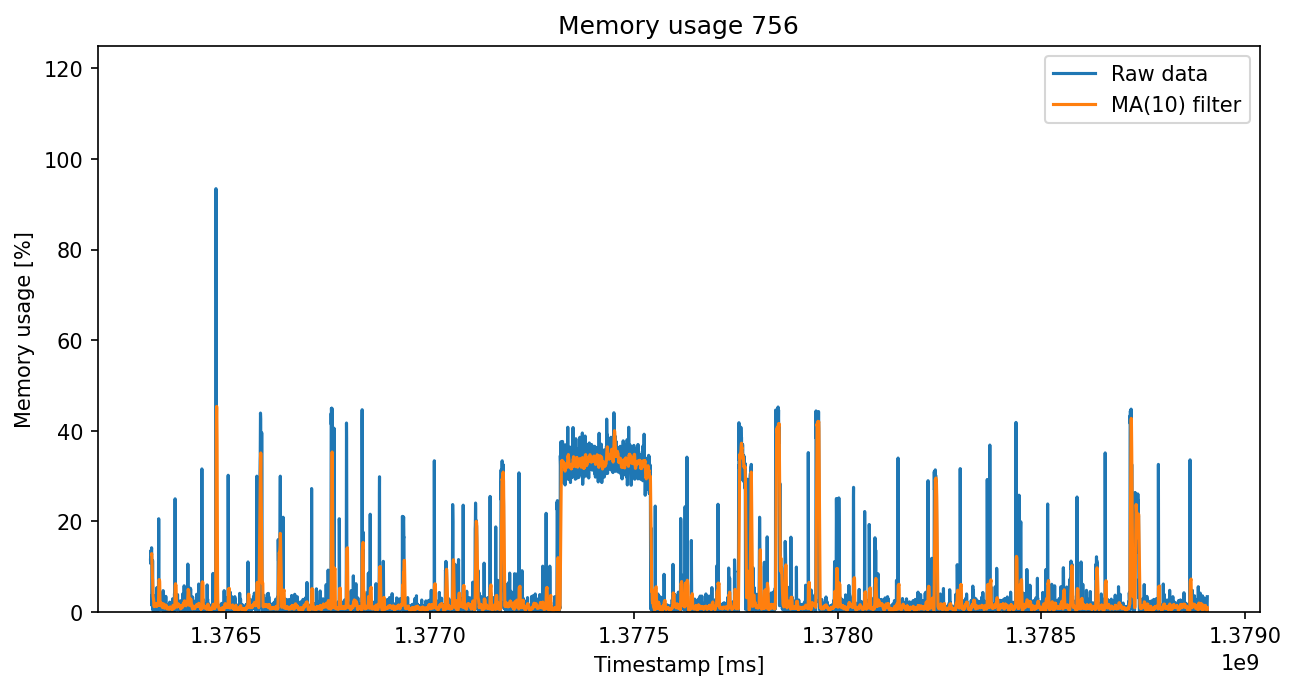 Memory usage 756
Raw data
MA(10) filter
Memory usage [%]
120
100
80
60
40
20
0
1.3765 1.3770 1.3775 1.3780 1.3785 1.3790
1e9
Timestamp [ms]